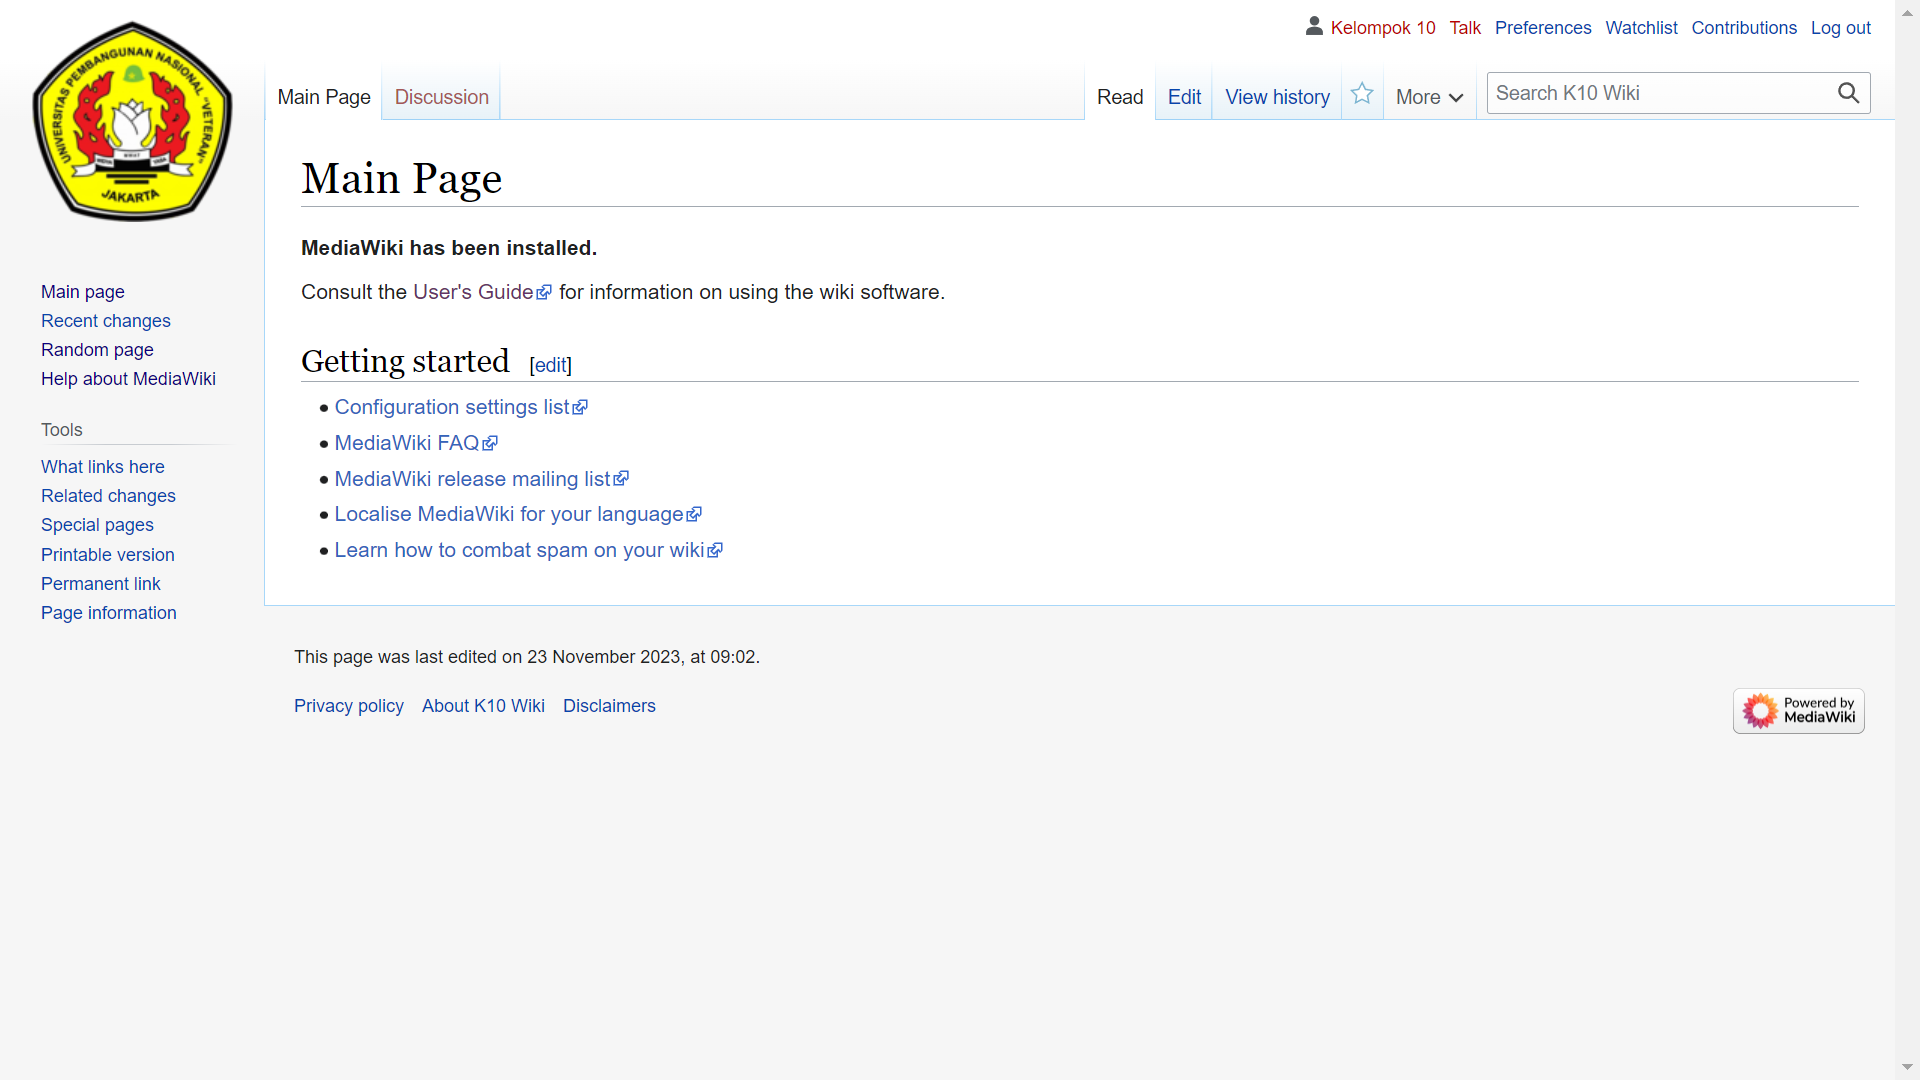 UNIVERSITAS PEMBANGUNAN NASIONAL "VETERAN"
JAKARTA
Kelompok 10 Talk Preferences Watchlist Contributions Log out
Main Page Discussion Read Edit View history More Search K10 Wiki
Main Page
MediaWiki has been installed.
Consult the User's Guide for information on using the wiki software.
Getting started [edit]
Configuration settings list
MediaWiki FAQ
MediaWiki release mailing list
Localise MediaWiki for your language
Learn how to combat spam on your wiki
Main page
Recent changes
Random page
Help about MediaWiki
Tools
What links here
Related changes
Special pages
Printable version
Permanent link
Page information
This page was last edited on 23 November 2023, at 09:02.
Privacy policy About K10 Wiki Disclaimers
Powered by
MediaWiki